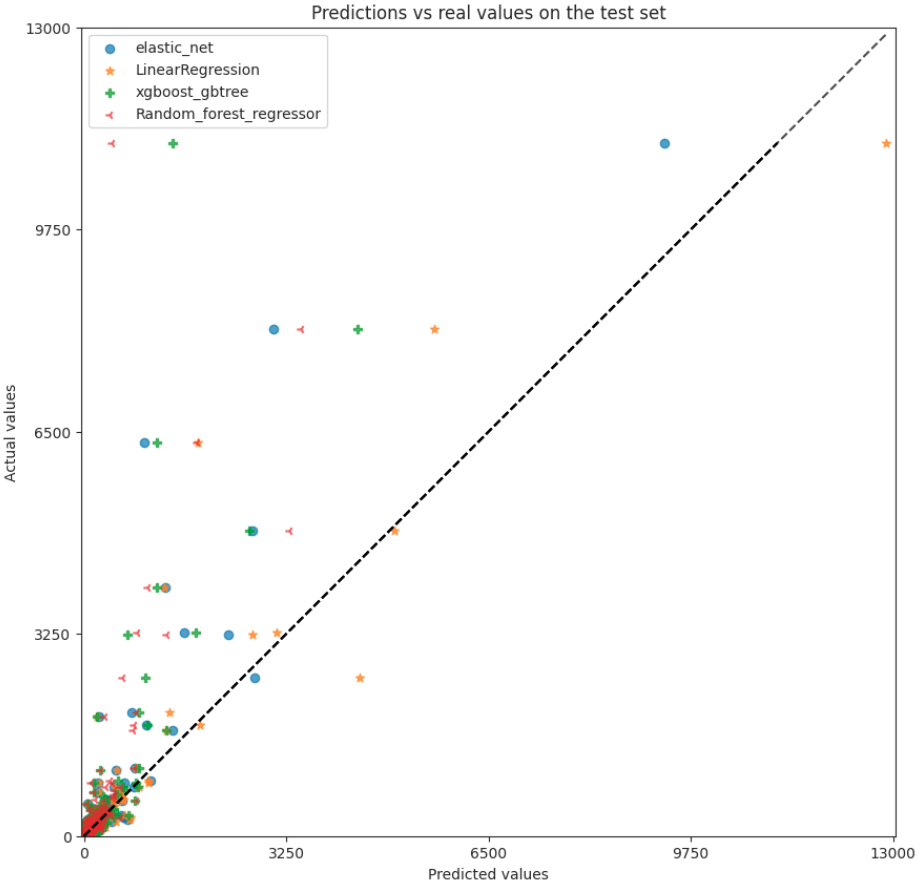 Predictions vs real values on the test set
13000
elastic_net
LinearRegression
xgboost_gbtree
Random_forest_regressor
9750
6500
3250
0
Actual values
0 3250 6500 9750 13000
Predicted values